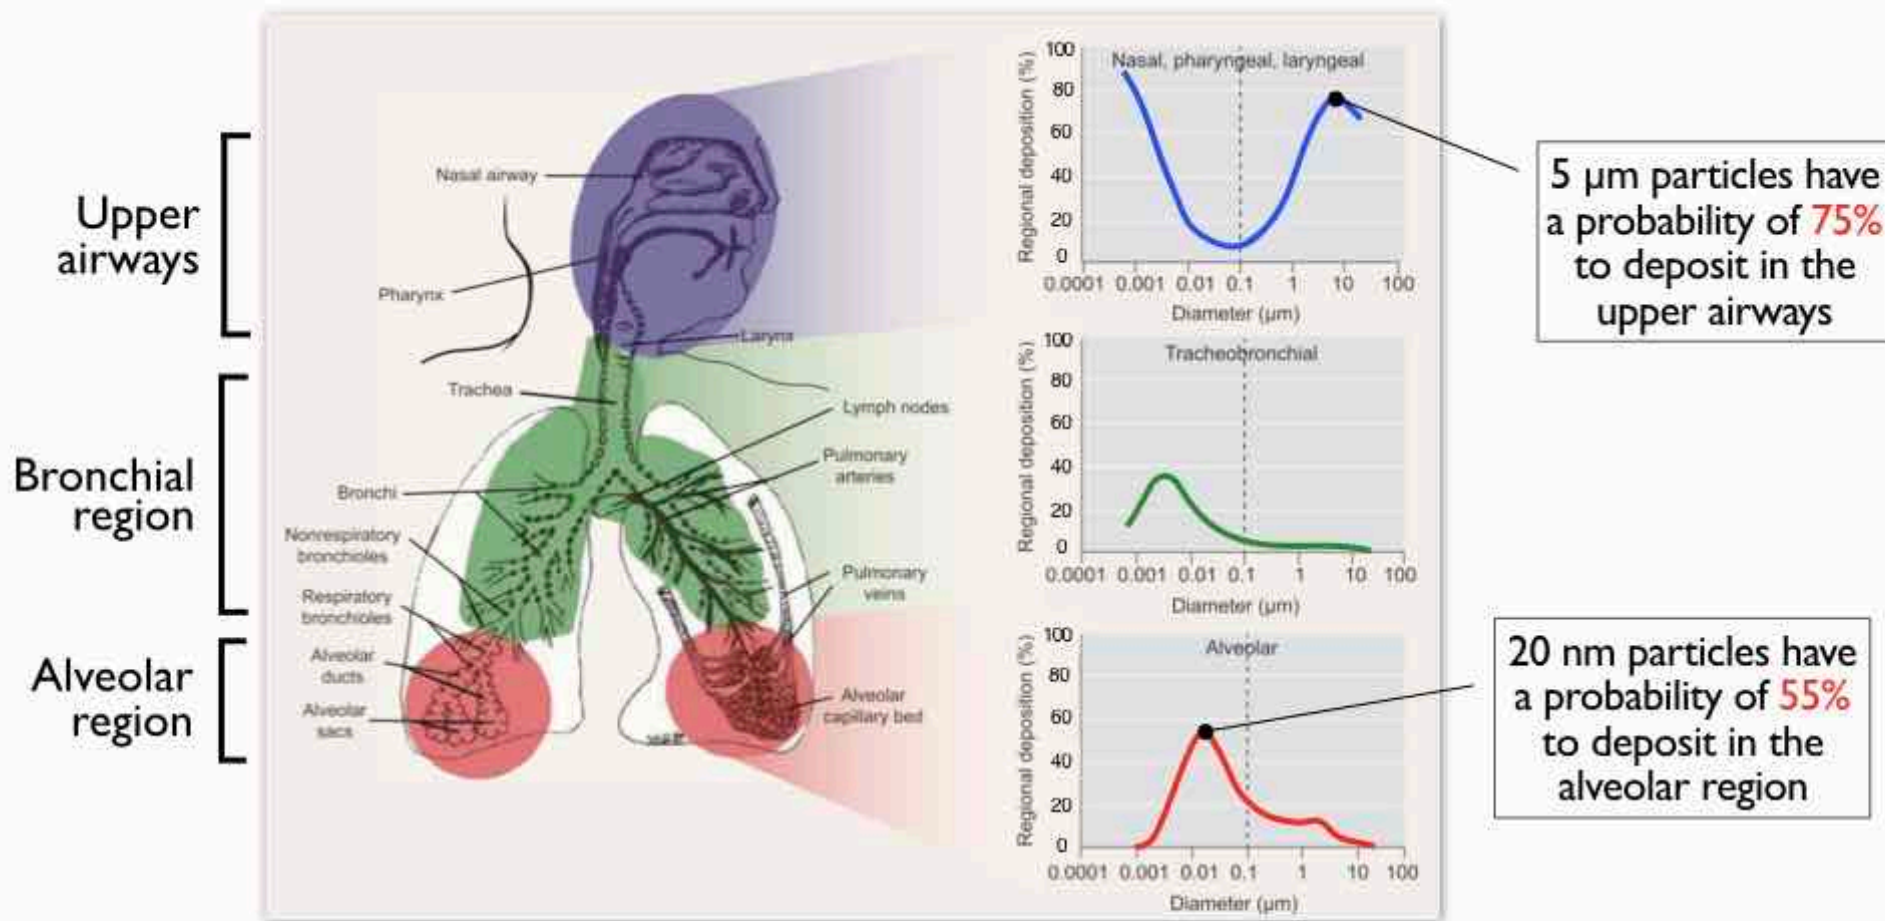 Upper
airways
Bronchial
region
Alveolar
region
Nasal airway
Pharynx
Larynx
Trachea
Lymph nodes
Pulmonary
arteries
Bronchi
Nonrespiratory
bronchioles
Pulmonary
veins
Respiratory
bronchioles
Alveolar
ducts
Alveolar
sacs
Alveolar
capillary bed
Nasal, pharyngeal, laryngeal
Regional deposition (%)
100
80
60
40
20
0
0.0001 0.001 0.01 0.1 1 10 100
Diameter (µm)
Tracheobronchial
Regional deposition (%)
100
80
60
40
20
0
0.0001 0.001 0.01 0.1 1 10 100
Diameter (µm)
Alveolar
Regional deposition (%)
100
80
60
40
20
0
0.0001 0.001 0.01 0.1 1 10 100
Diameter (µm)
5 µm particles have
a probability of 75%
to deposit in the
upper airways
20 nm particles have
a probability of 55%
to deposit in the
alveolar region